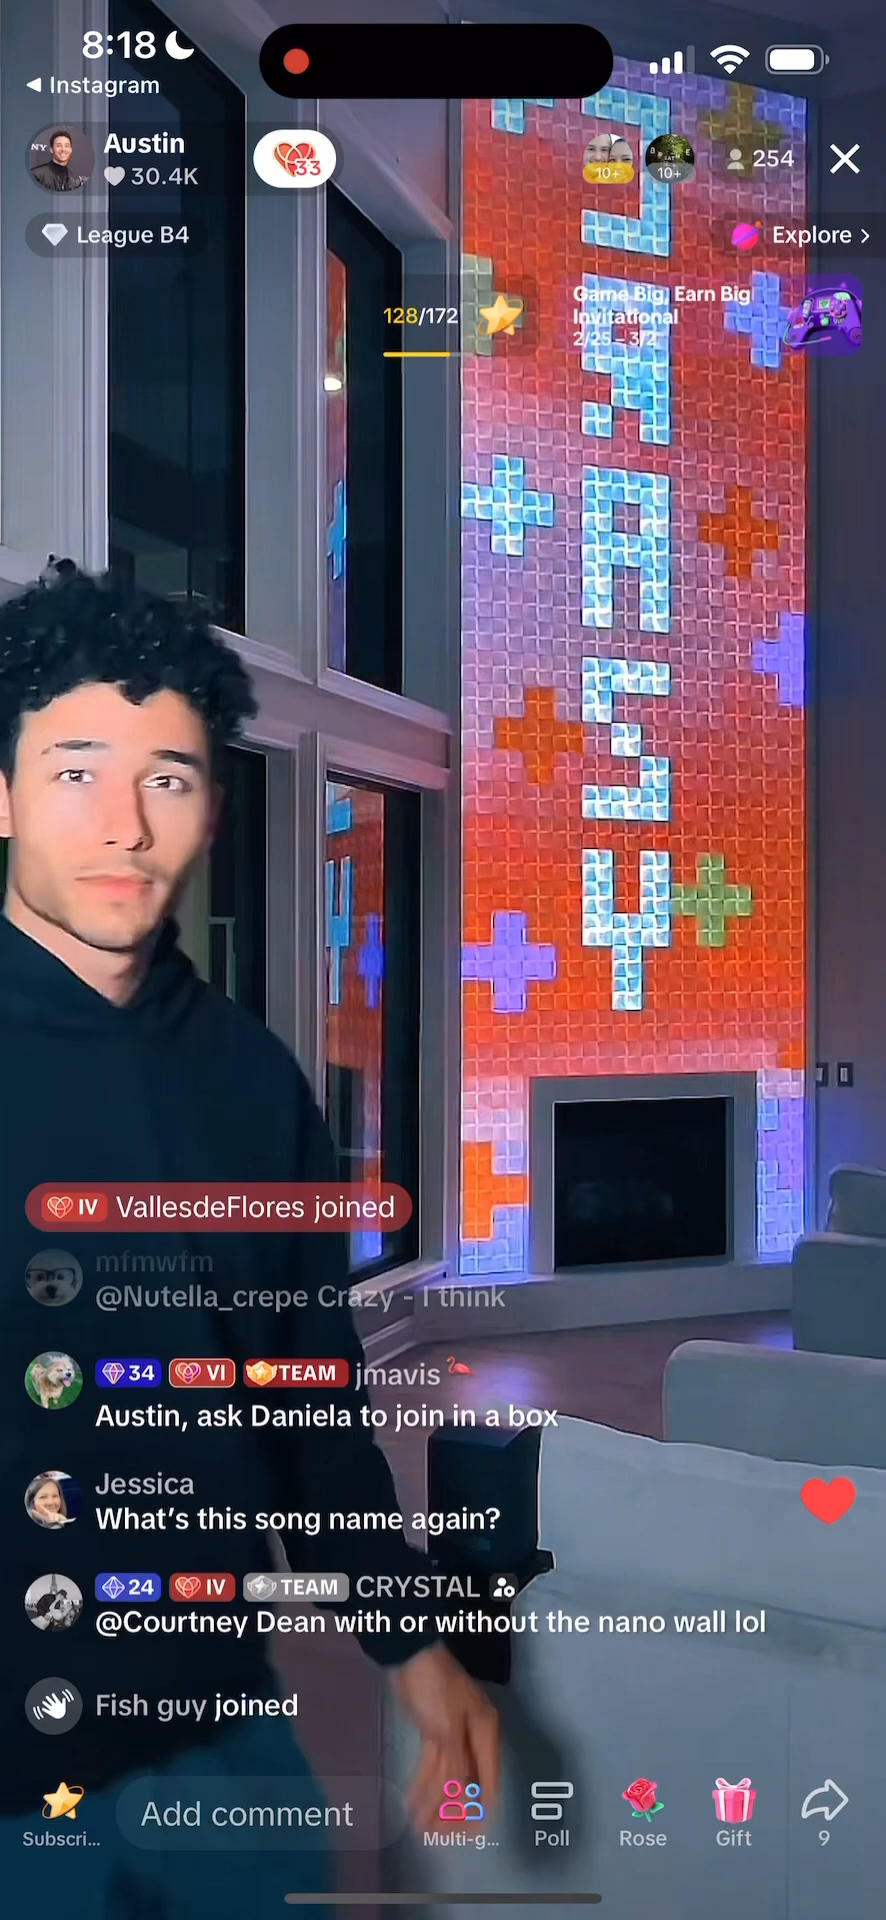 8:18
Instagram
Austin
30.4K
33
10+
10+
254
League B4
Explore
128/172
Game Big, Earn Big
Invitational
2/25 – 3/2
IV VallesdeFlores joined
mfmwfm
@Nutella_crepe Crazy - I think
34 VI TEAM jmavis
Austin, ask Daniela to join in a box
Jessica
What's this song name again?
24 IV TEAM CRYSTAL
@Courtney Dean with or without the nano wall lol
Fish guy joined
Subscri...
Add comment
Multi-g...
Poll
Rose
Gift
9